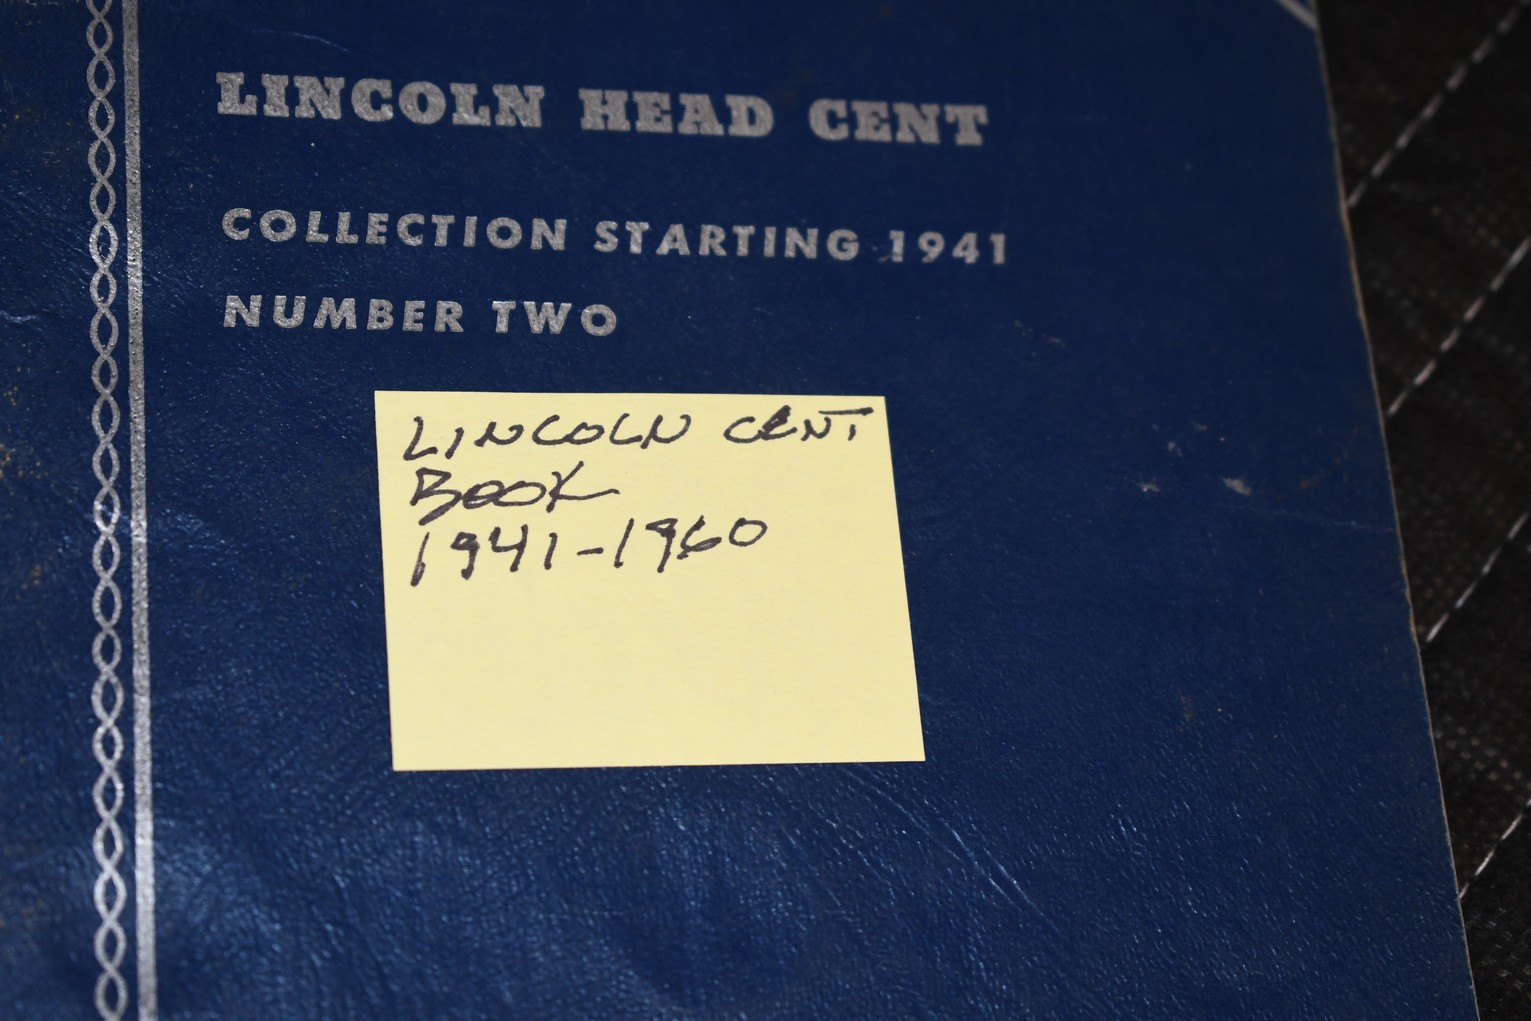 LINCOLN HEAD CENT
COLLECTION STARTING 1941
NUMBER TWO
LINCOLN CENT
BOOK
1941-1960